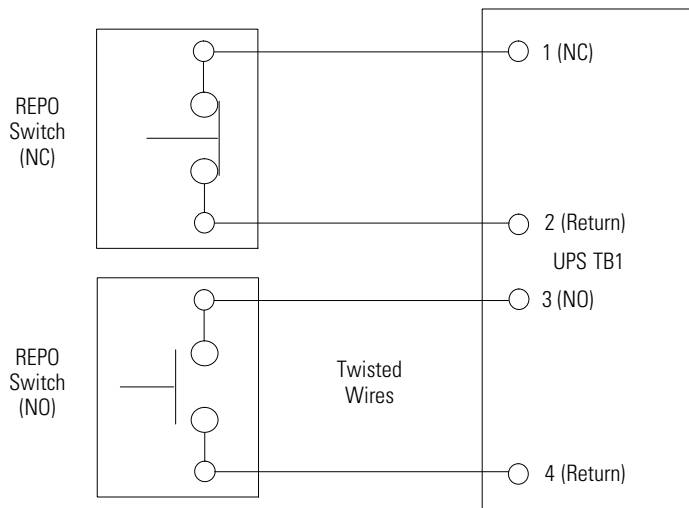 REPO
Switch
(NC)
1 (NC)
2 (Return)
UPS TB1
REPO
Switch
(NO)
3 (NO)
Twisted
Wires
4 (Return)